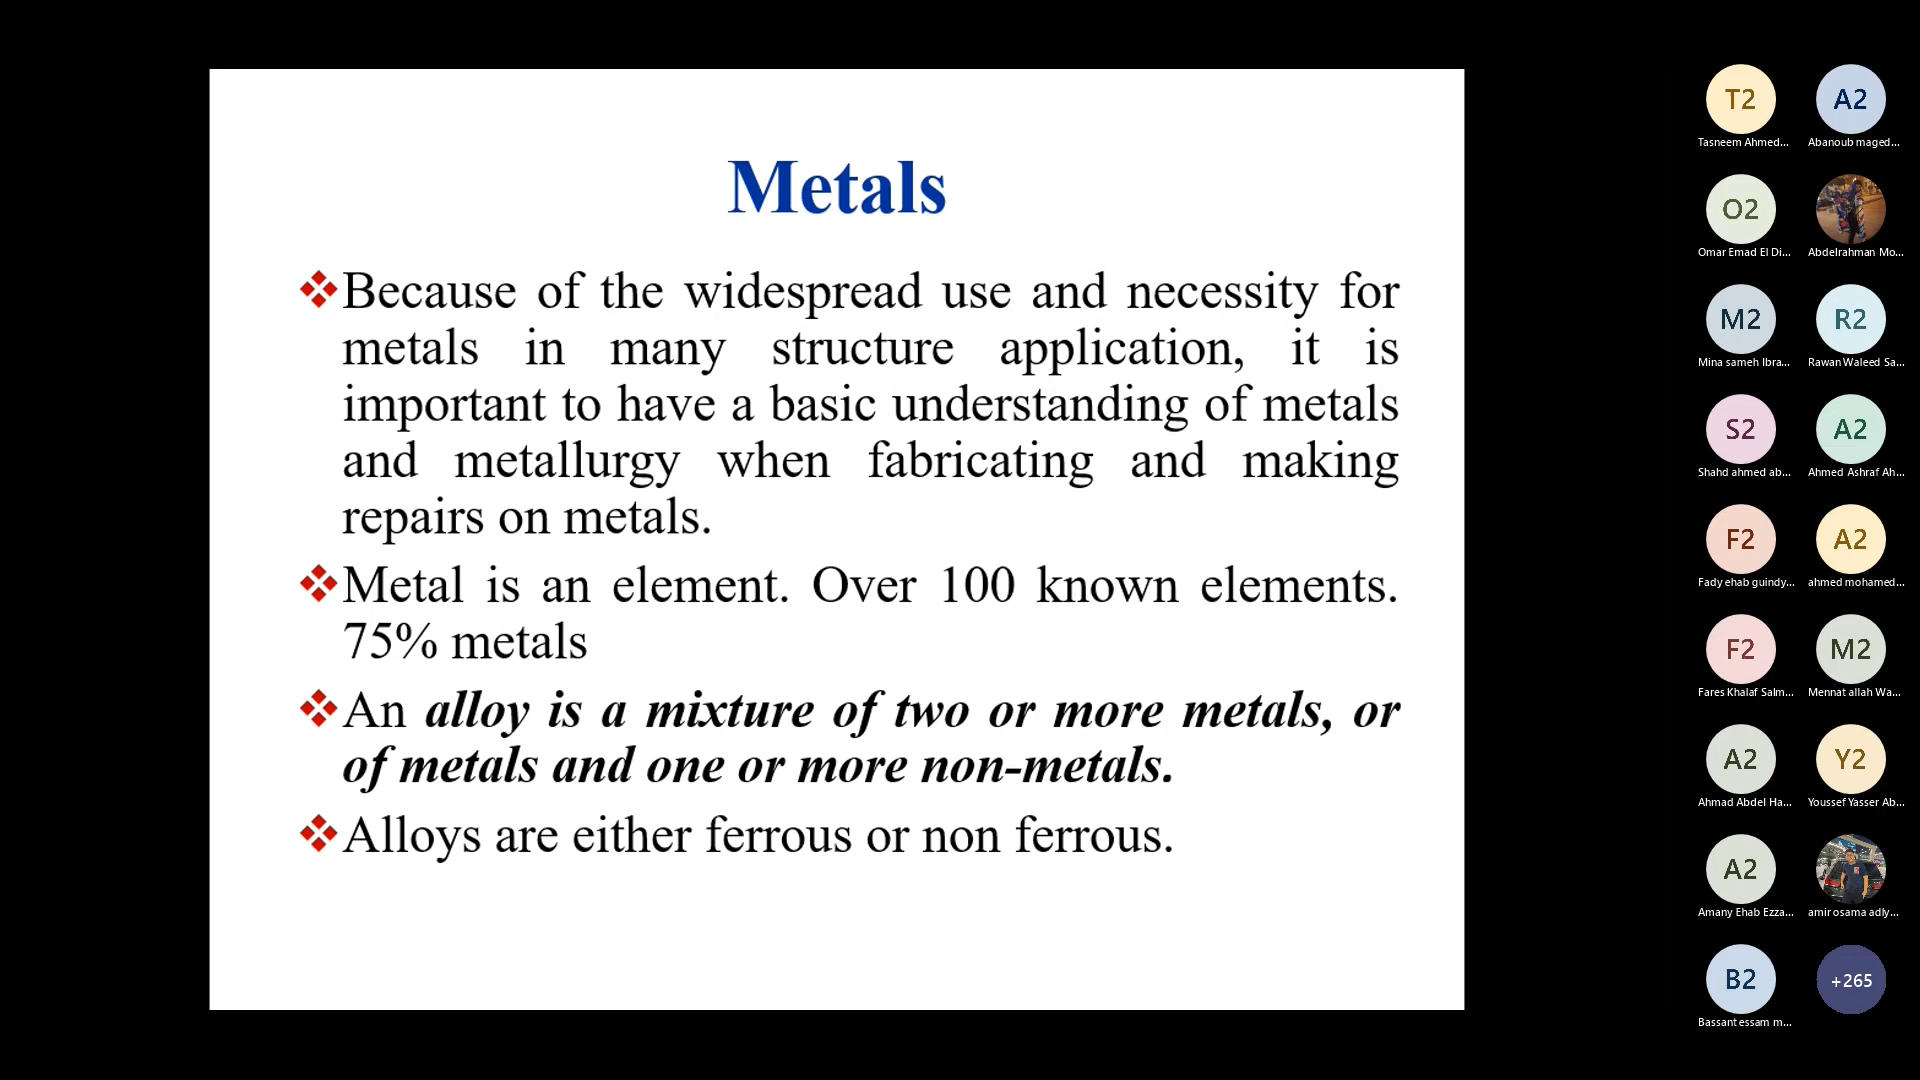 Metals
❖Because of the widespread use and necessity for
metals in many structure application, it is
important to have a basic understanding of metals
and metallurgy when fabricating and making
repairs on metals.
❖Metal is an element. Over 100 known elements.
75% metals
❖An alloy is a mixture of two or more metals, or
of metals and one or more non-metals.
❖Alloys are either ferrous or non ferrous.
T2 A2
Tasneem Ahmed... Abanoub maged...
O2
Omar Emad El Di... Abdelrahman Mo...
M2 R2
Mina sameh Ibra... Rawan Waleed Sa...
S2 A2
Shahd ahmed ab... Ahmed Ashraf Ah...
F2 A2
Fady ehab guindy... ahmed mohamed...
F2 M2
Fares Khalaf Salm... Mennat allah Wa...
A2 Y2
Ahmad Abdel Ha... Youssef Yasser Ab...
A2
Amany Ehab Ezza... amir osama adly...
B2 +265
Bassant essam m...